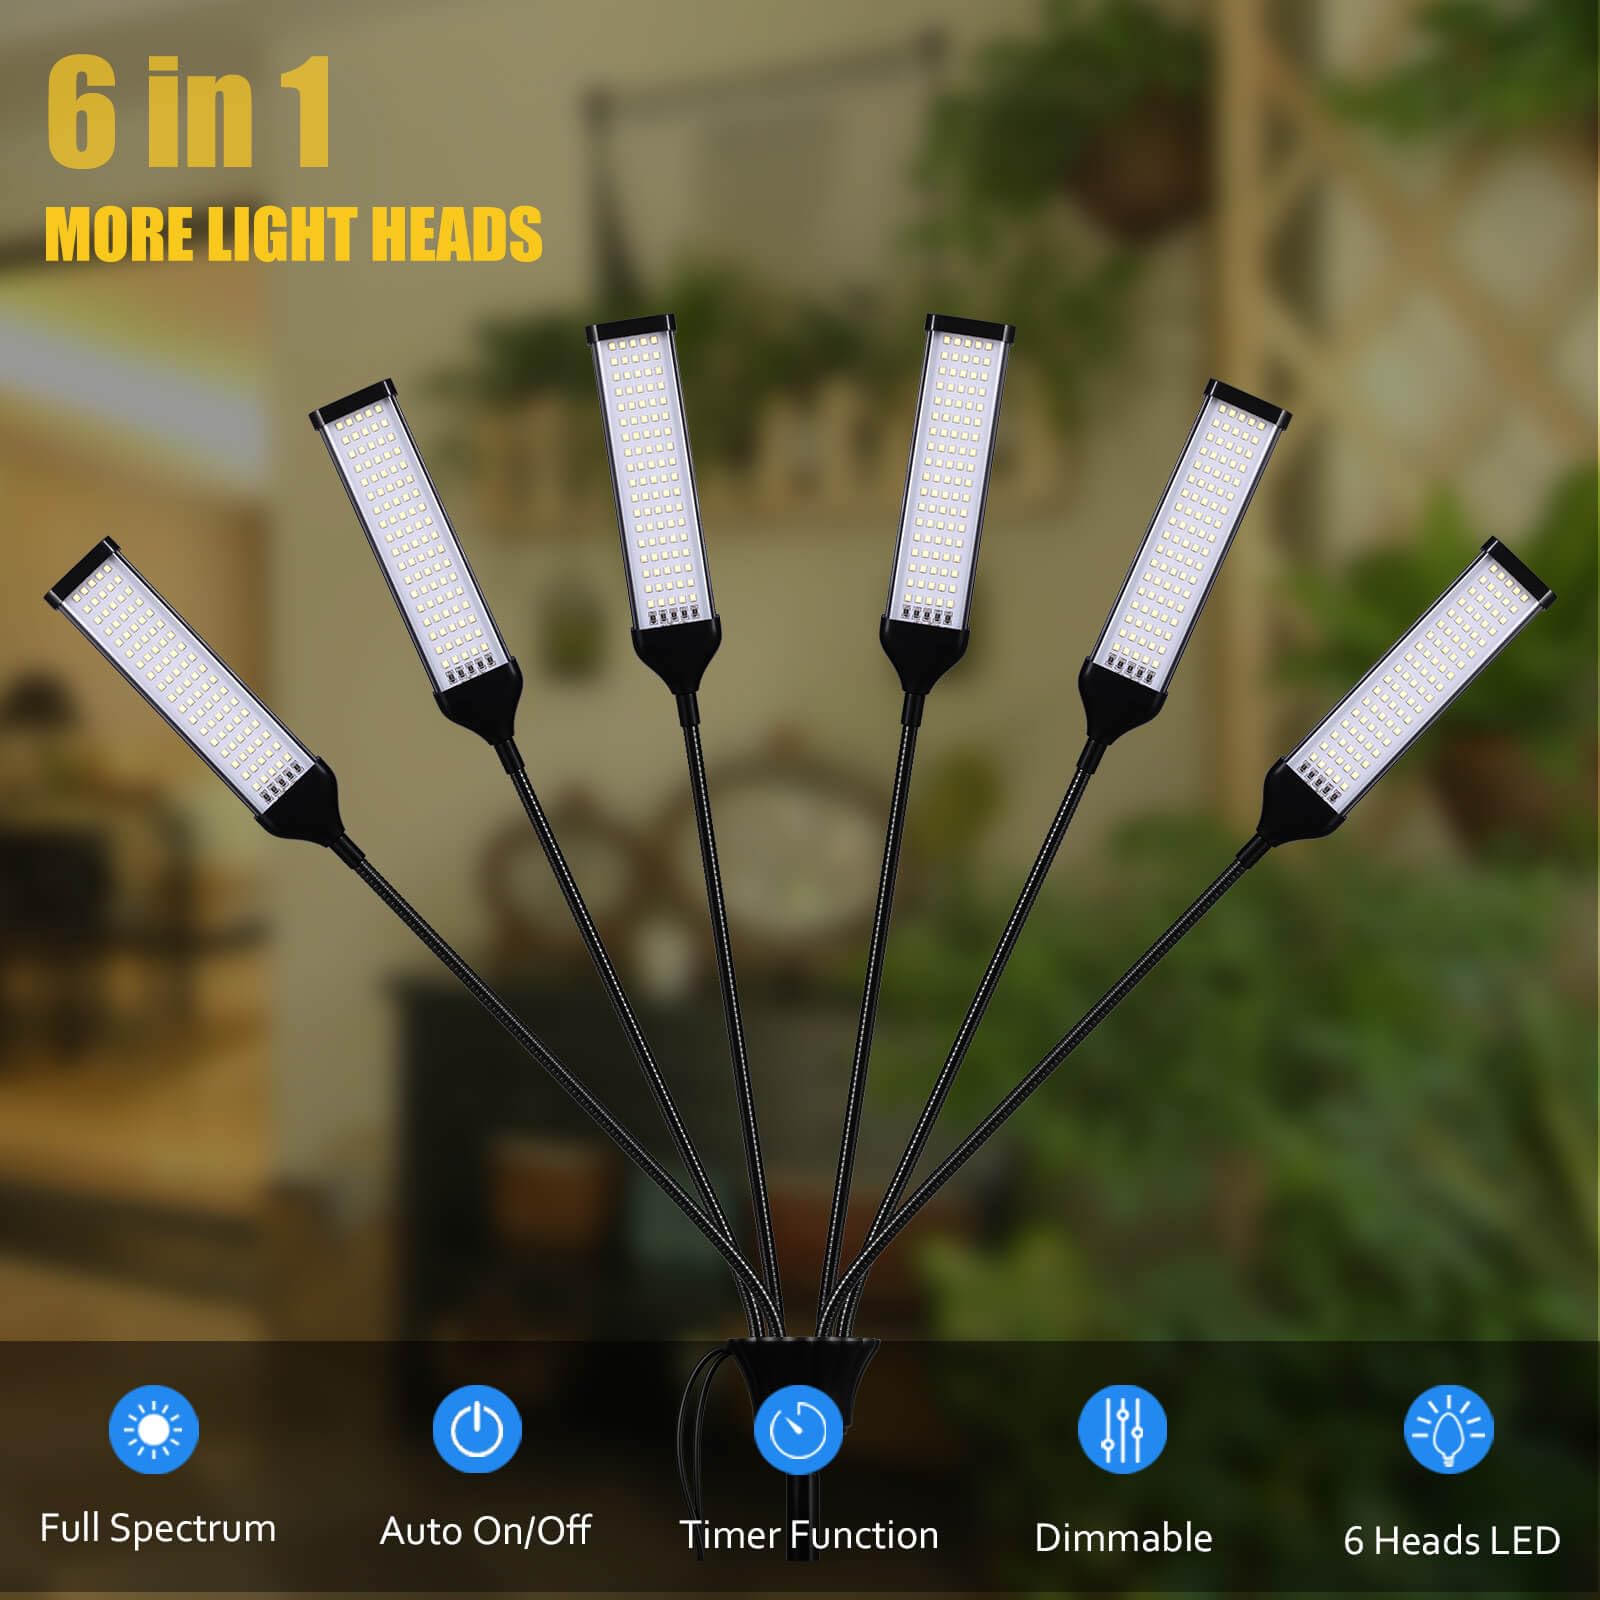 6 in 1
MORE LIGHT HEADS
Full Spectrum
Auto On/Off
Timer Function
Dimmable
6 Heads LED